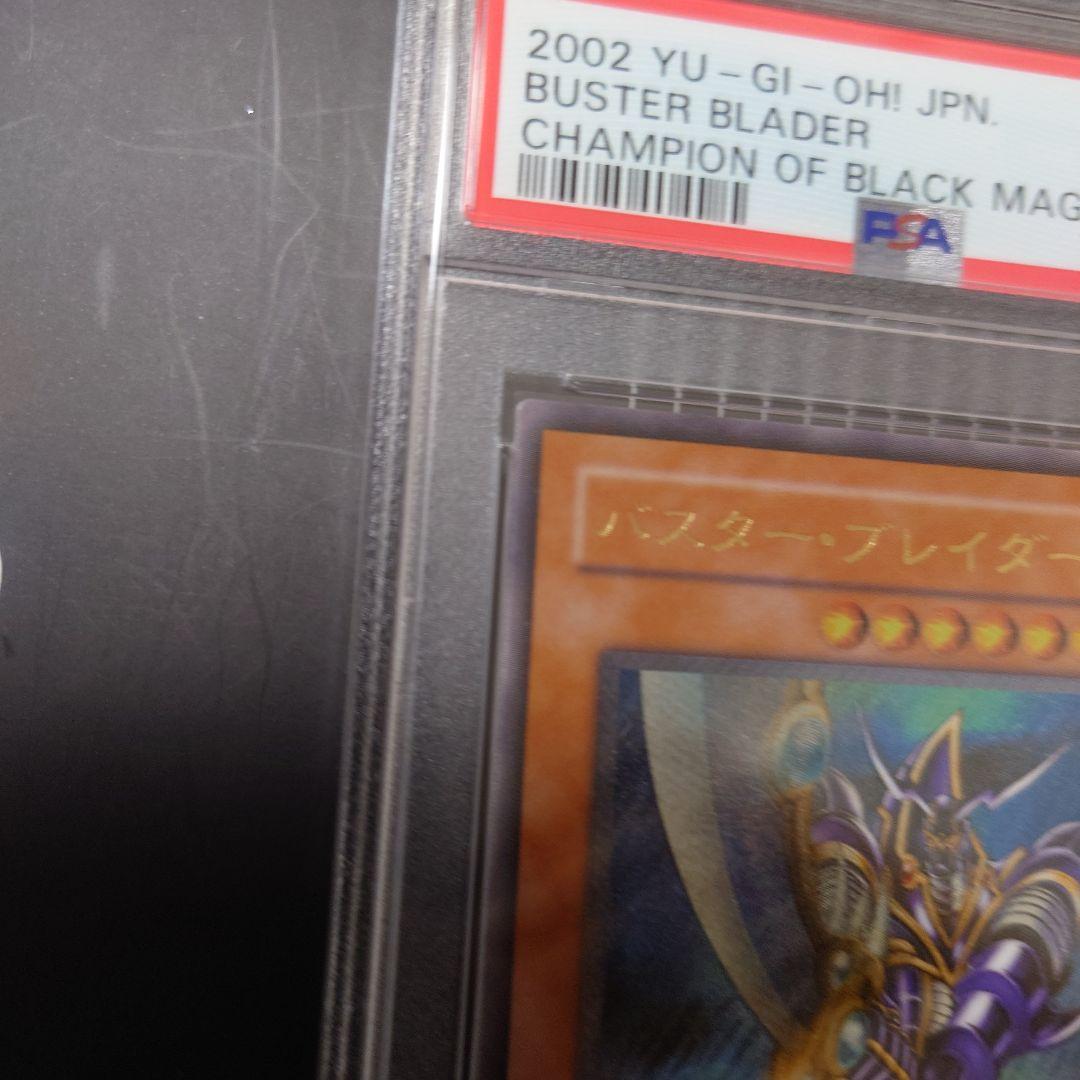 2002 YU-GI-OH! JPN.
BUSTER BLADER
CHAMPION OF BLACK MAG
PSA
バスター・ブレイダー